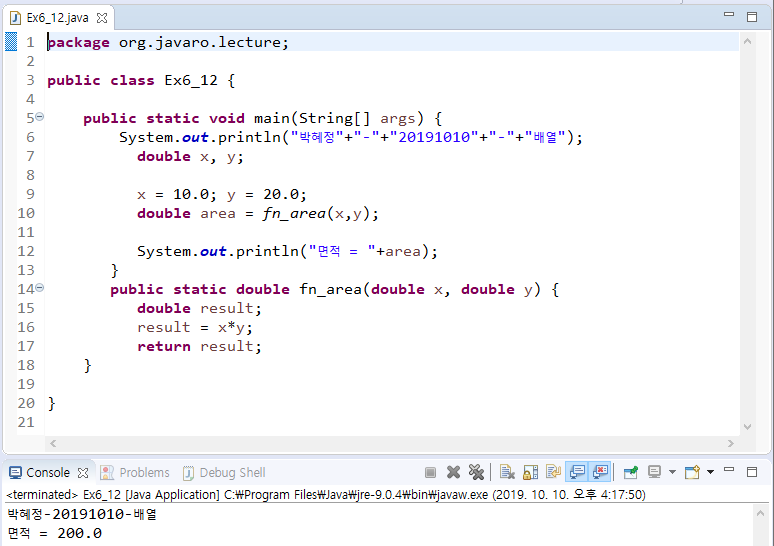 Ex6_12.java
1 package org.javaro.lecture;
2
3 public class Ex6_12 {
4
5 public static void main(String[] args) {
6 System.out.println("박혜정"+"-"+"20191010"+"-"+"배열");
7 double x, y;
8
9 x = 10.0; y = 20.0;
10 double area = fn_area(x,y);
11
12 System.out.println("면적 = "+area);
13 }
14 public static double fn_area(double x, double y) {
15 double result;
16 result = x*y;
17 return result;
18 }
19
20 }
21
Console Problems Debug Shell
<terminated> Ex6_12 [Java Application] C:₩Program Files₩Java₩jre-9.0.4₩bin₩javaw.exe (2019. 10. 10. 오후 4:17:50)
박혜정-20191010-배열
면적 = 200.0